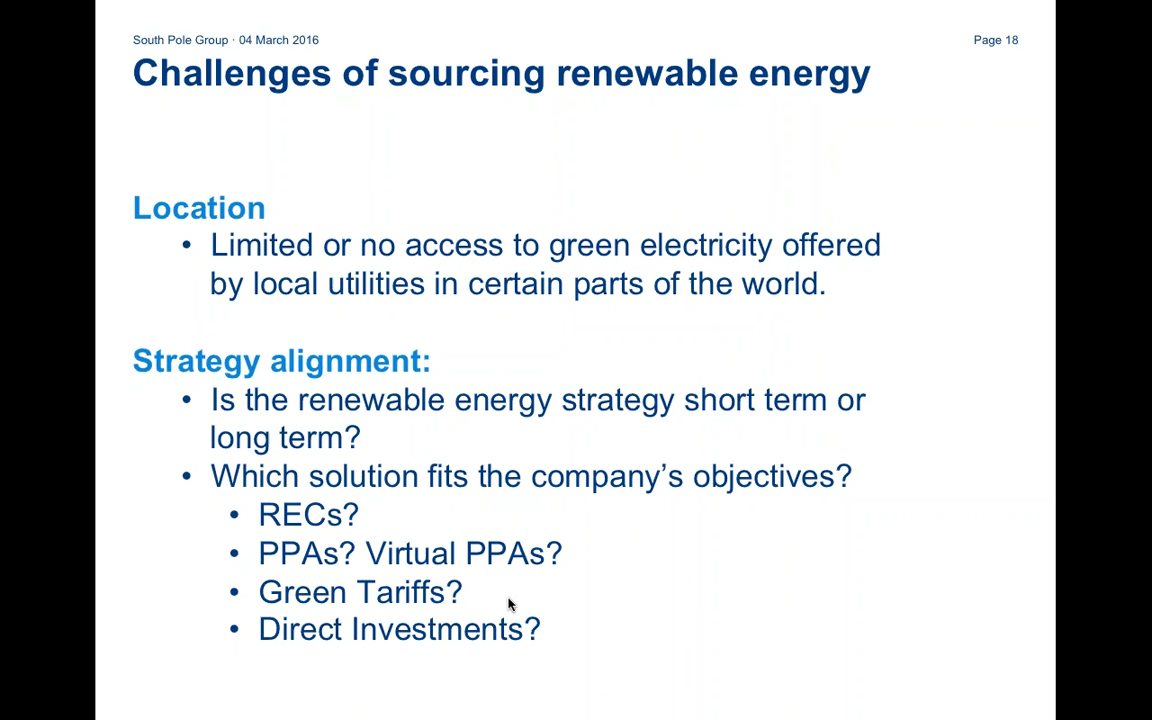 South Pole Group · 04 March 2016
Page 18
Challenges of sourcing renewable energy
Location
• Limited or no access to green electricity offered
by local utilities in certain parts of the world.
Strategy alignment:
• Is the renewable energy strategy short term or
long term?
• Which solution fits the company’s objectives?
• RECs?
• PPAs? Virtual PPAs?
• Green Tariffs?
• Direct Investments?